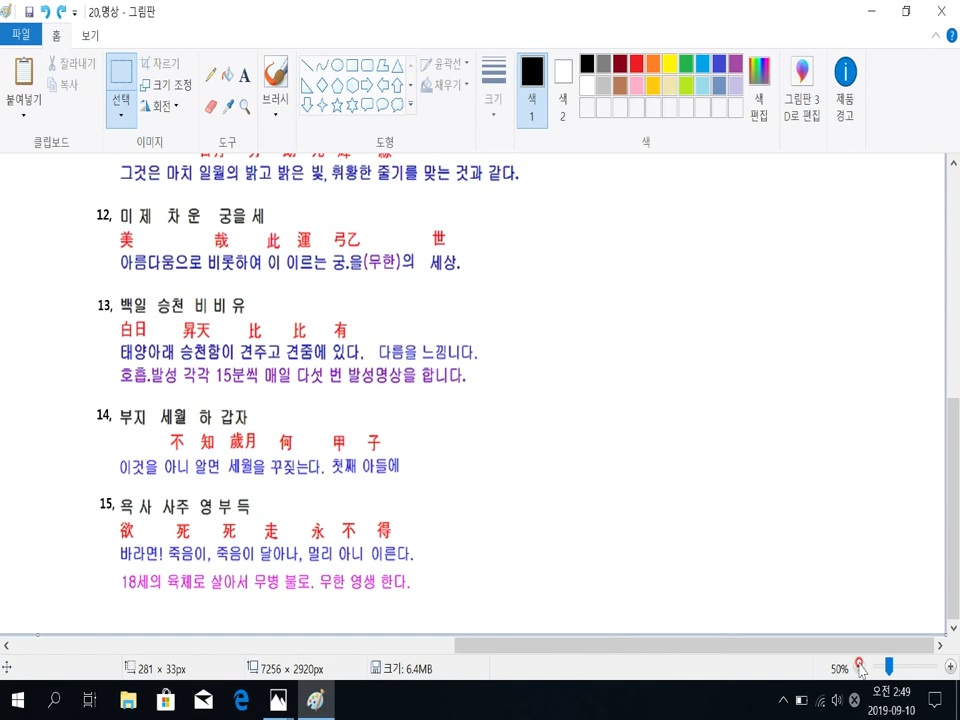 20,명상 - 그림판
파일 홈 보기
붙여넣기
잘라내기
복사
클립보드
선택
자르기
크기 조정
회전
이미지
도구
브러시
윤곽선
채우기
도형
크기
색 1
색 2
색 편집
색
그림판 3D로 편집
제품 경고
그것은 마치 일월의 밝고 밝은 빛, 휘황한 줄기를 맞는 것과 같다.
12, 미 제 차 운 궁을 세
美 哉 此 運 弓乙 世
아름다움으로 비롯하여 이 이르는 궁.을(무한)의 세상.
13, 백일 승천 비 비 유
白日 昇天 比 比 有
태양아래 승천함이 견주고 견줌에 있다. 다름을 느낌니다.
호흡.발성 각각 15분씩 매일 다섯 번 발성명상을 합니다.
14, 부지 세월 하 갑자
不 知 歲月 何 甲 子
이것을 아니 알면 세월을 꾸짖는다. 첫째 아들에
15, 욕 사 사주 영 부 득
欲 死 死 走 永 不 得
바라면! 죽음이, 죽음이 달아나, 멀리 아니 이른다.
18세의 육체로 살아서 무병 불로. 무한 영생 한다.
281 × 33px
7256 × 2920px
크기: 6.4MB
50%
오전 2:49
2019-09-10